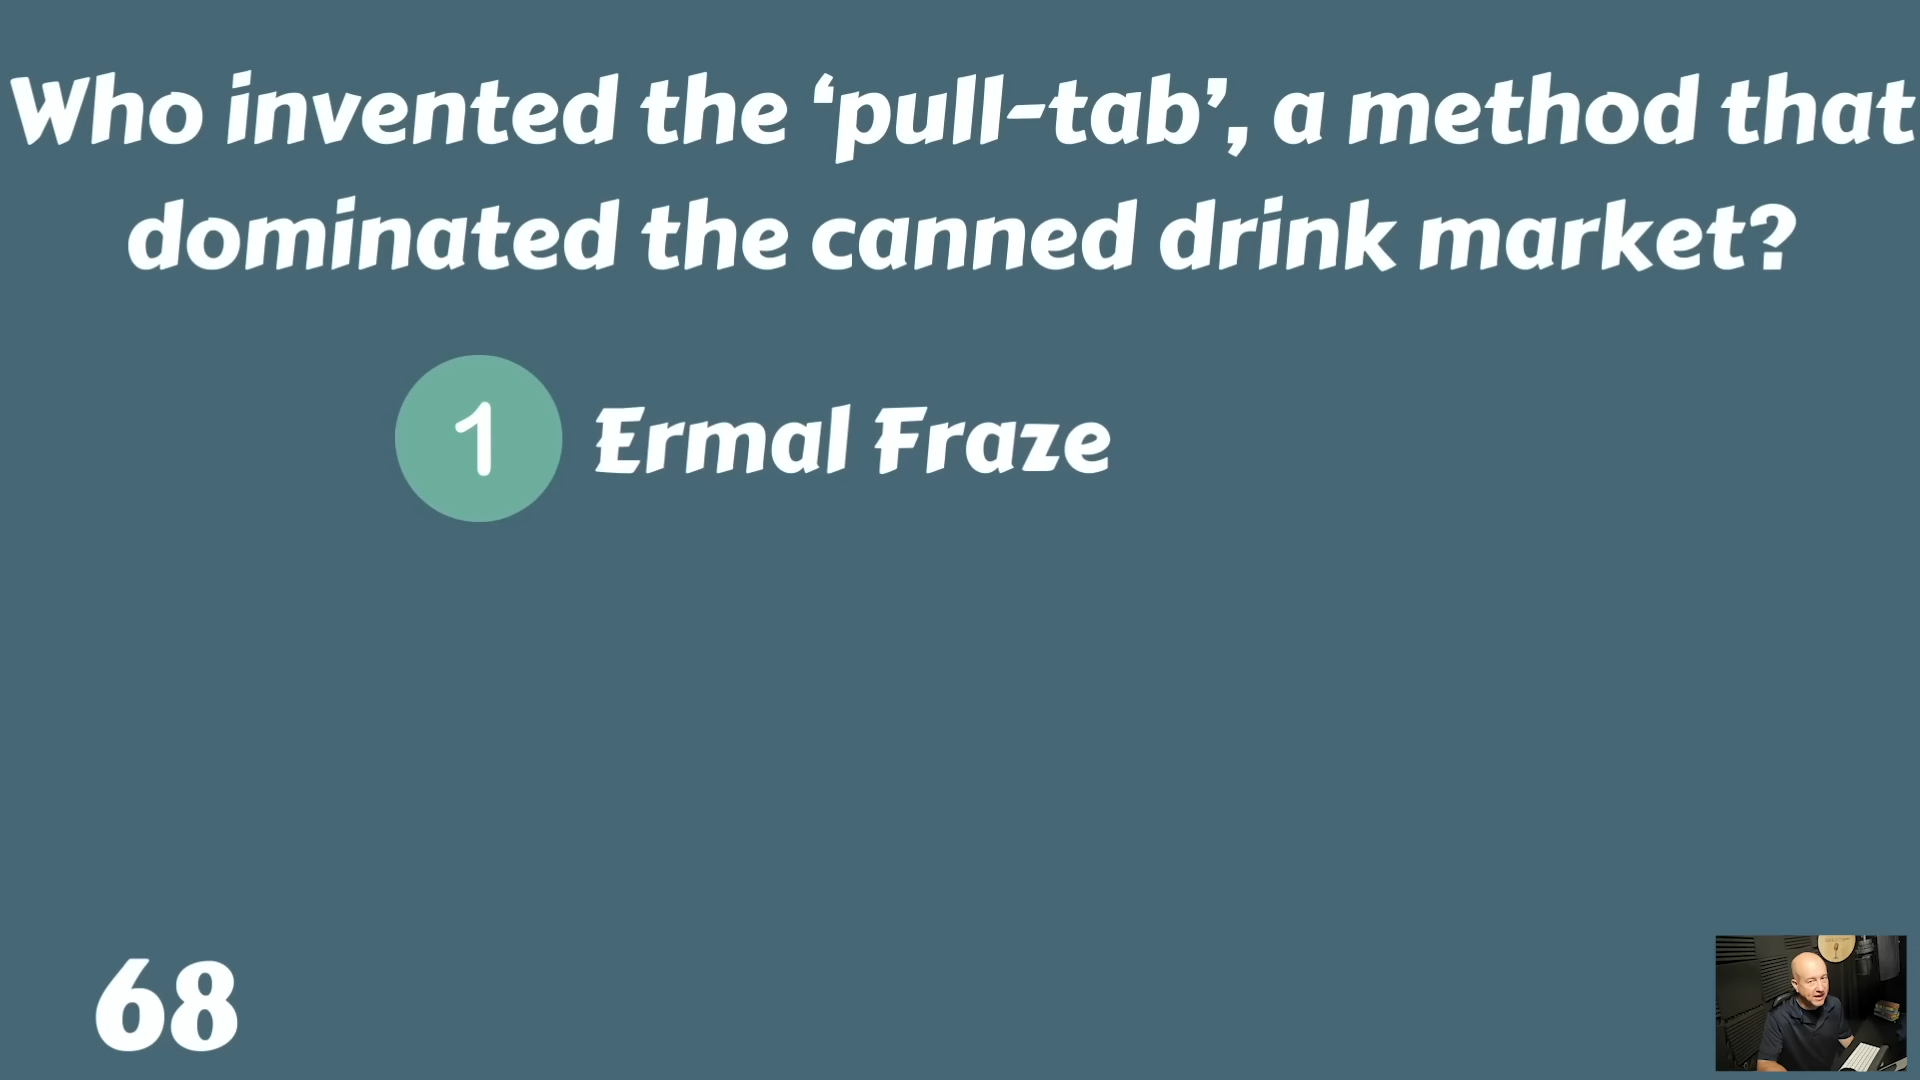 Who invented the ‘pull-tab’, a method that
dominated the canned drink market?
1 Ermal Fraze
68